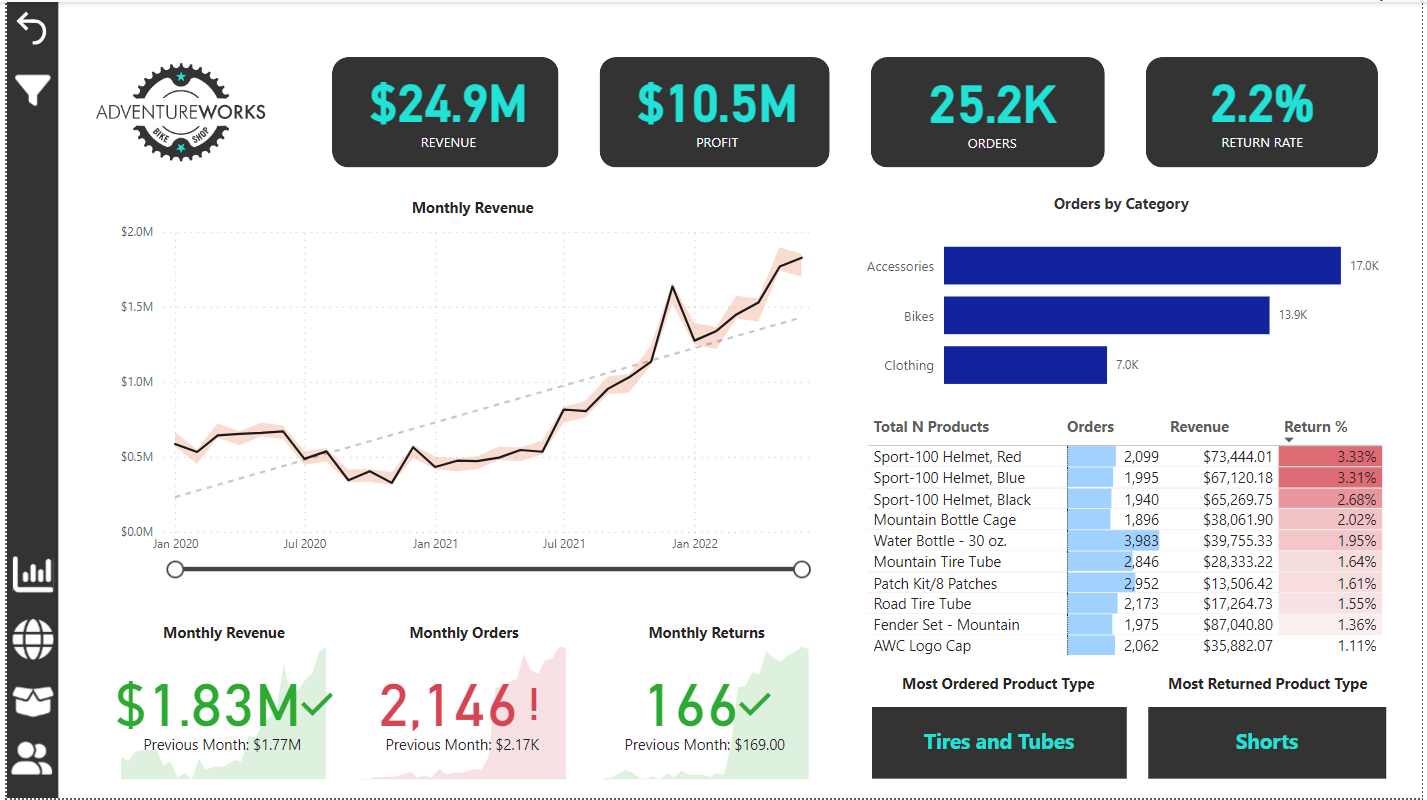 ADVENTUREWORKS
BIKE SHOP
$24.9M
REVENUE
$10.5M
PROFIT
25.2K
ORDERS
2.2%
RETURN RATE
Monthly Revenue
$2.0M
$1.5M
$1.0M
$0.5M
$0.0M
Jan 2020
Jul 2020
Jan 2021
Jul 2021
Jan 2022
Orders by Category
Accessories 17.0K
Bikes 13.9K
Clothing 7.0K
Total N Products Orders Revenue Return %
Sport-100 Helmet, Red 2,099 $73,444.01 3.33%
Sport-100 Helmet, Blue 1,995 $67,120.18 3.31%
Sport-100 Helmet, Black 1,940 $65,269.75 2.68%
Mountain Bottle Cage 1,896 $38,061.90 2.02%
Water Bottle - 30 oz. 3,983 $39,755.33 1.95%
Mountain Tire Tube 2,846 $28,333.22 1.64%
Patch Kit/8 Patches 2,952 $13,506.42 1.61%
Road Tire Tube 2,173 $17,264.73 1.55%
Fender Set - Mountain 1,975 $87,040.80 1.36%
AWC Logo Cap 2,062 $35,882.07 1.11%
Monthly Revenue
$1.83M
Previous Month: $1.77M
Monthly Orders
2,146!
Previous Month: $2.17K
Monthly Returns
166
Previous Month: $169.00
Most Ordered Product Type
Tires and Tubes
Most Returned Product Type
Shorts